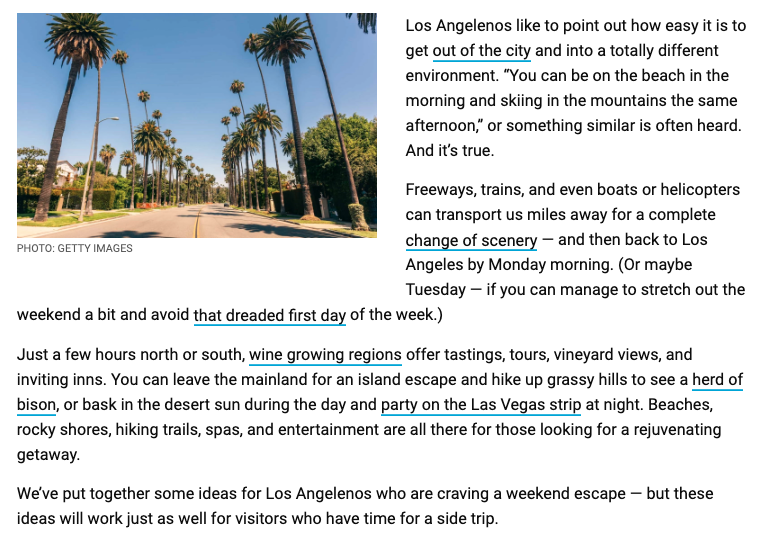 Los Angelenos like to point out how easy it is to
get out of the city and into a totally different
environment. “You can be on the beach in the
morning and skiing in the mountains the same
afternoon,” or something similar is often heard.
And it’s true.
Freeways, trains, and even boats or helicopters
can transport us miles away for a complete
change of scenery — and then back to Los
Angeles by Monday morning. (Or maybe
Tuesday — if you can manage to stretch out the
weekend a bit and avoid that dreaded first day of the week.)
PHOTO: GETTY IMAGES
Just a few hours north or south, wine growing regions offer tastings, tours, vineyard views, and
inviting inns. You can leave the mainland for an island escape and hike up grassy hills to see a herd of
bison, or bask in the desert sun during the day and party on the Las Vegas strip at night. Beaches,
rocky shores, hiking trails, spas, and entertainment are all there for those looking for a rejuvenating
getaway.
We’ve put together some ideas for Los Angelenos who are craving a weekend escape — but these
ideas will work just as well for visitors who have time for a side trip.